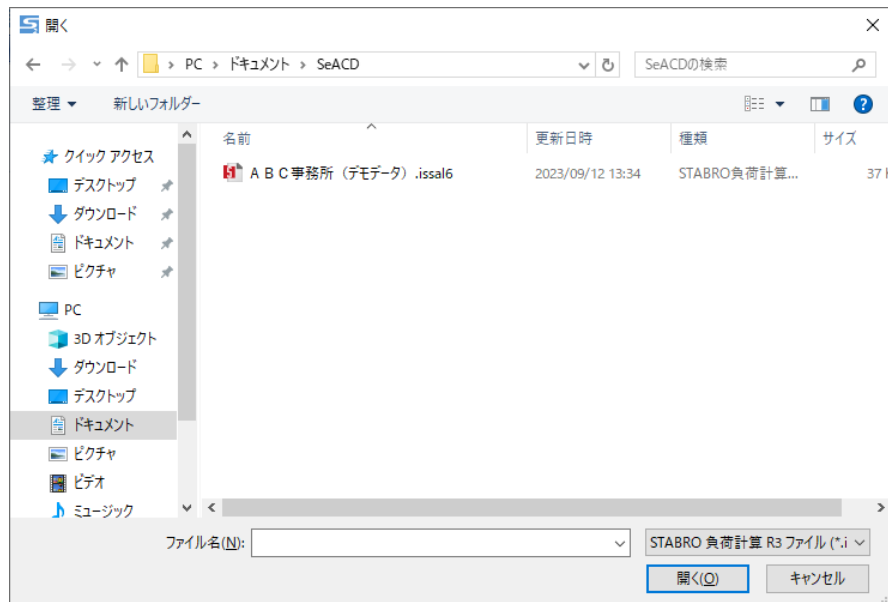 開く
PC › ドキュメント › SeACD
SeACDの検索
整理
新しいフォルダー
名前
更新日時
種類
サイズ
ＡＢＣ事務所（デモデータ）.issal6
2023/09/12 13:34
STABRO負荷計算...
37
クイック アクセス
デスクトップ
ダウンロード
ドキュメント
ピクチャ
PC
3D オブジェクト
ダウンロード
デスクトップ
ドキュメント
ピクチャ
ビデオ
ミュージック
ファイル名(N):
STABRO 負荷計算 R3 ファイル (*.i
開く(O)
キャンセル